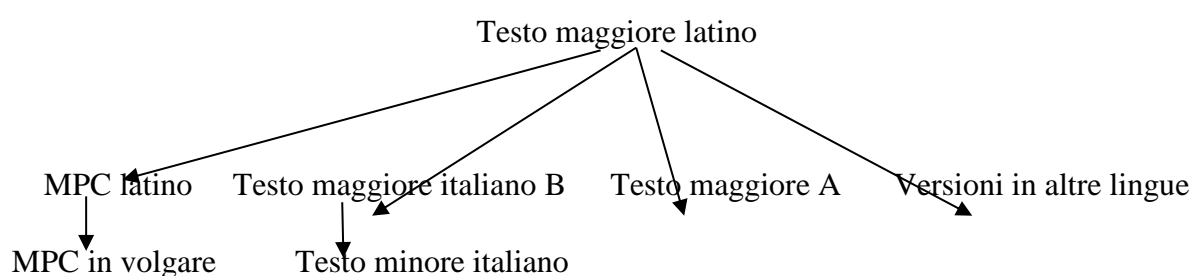 Testo maggiore latino
MPC latino Testo maggiore italiano B Testo maggiore A Versioni in altre lingue
MPC in volgare Testo minore italiano